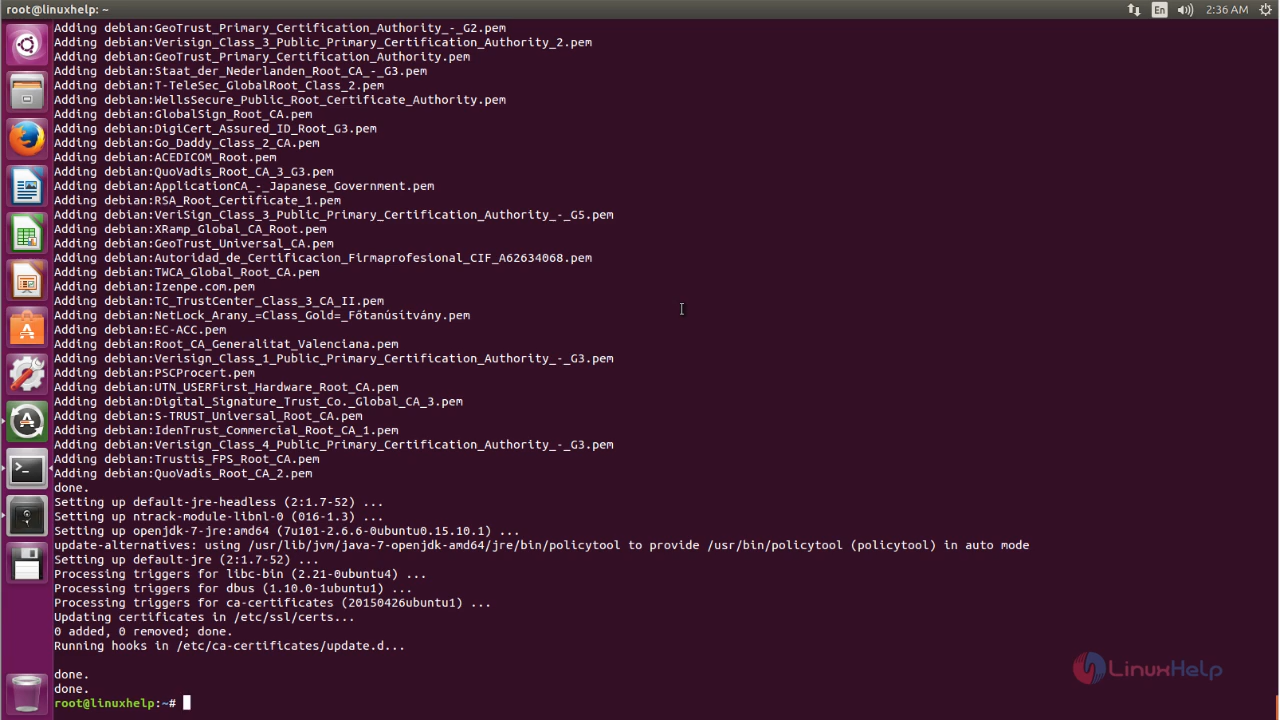 root@linuxhelp: ~
En
2:36 AM
Adding debian:GeoTrust_Primary_Certification_Authority_-_G2.pem
Adding debian:Verisign_Class_3_Public_Primary_Certification_Authority_2.pem
Adding debian:GeoTrust_Primary_Certification_Authority.pem
Adding debian:Staat_der_Nederlanden_Root_CA_-_G3.pem
Adding debian:T-TeleSec_GlobalRoot_Class_2.pem
Adding debian:WellsSecure_Public_Root_Certificate_Authority.pem
Adding debian:GlobalSign_Root_CA.pem
Adding debian:DigiCert_Assured_ID_Root_G3.pem
Adding debian:Go_Daddy_Class_2_CA.pem
Adding debian:ACEDICOM_Root.pem
Adding debian:QuoVadis_Root_CA_3_G3.pem
Adding debian:ApplicationCA_-_Japanese_Government.pem
Adding debian:RSA_Root_Certificate_1.pem
Adding debian:VeriSign_Class_3_Public_Primary_Certification_Authority_-_G5.pem
Adding debian:XRamp_Global_CA_Root.pem
Adding debian:GeoTrust_Universal_CA.pem
Adding debian:Autoridad_de_Certificacion_Firmaprofesional_CIF_A62634068.pem
Adding debian:TWCA_Global_Root_CA.pem
Adding debian:Izenpe.com.pem
Adding debian:TC_TrustCenter_Class_3_CA_II.pem
Adding debian:NetLock_Arany_=Class_Gold=_Főtanúsítvány.pem
Adding debian:EC-ACC.pem
Adding debian:Root_CA_Generalitat_Valenciana.pem
Adding debian:Verisign_Class_1_Public_Primary_Certification_Authority_-_G3.pem
Adding debian:PSCProcert.pem
Adding debian:UTN_USERFirst_Hardware_Root_CA.pem
Adding debian:Digital_Signature_Trust_Co._Global_CA_3.pem
Adding debian:S-TRUST_Universal_Root_CA.pem
Adding debian:IdenTrust_Commercial_Root_CA_1.pem
Adding debian:Verisign_Class_4_Public_Primary_Certification_Authority_-_G3.pem
Adding debian:Trustis_FPS_Root_CA.pem
Adding debian:QuoVadis_Root_CA_2.pem
done.
Setting up default-jre-headless (2:1.7-52) ...
Setting up ntrack-module-libnl-0 (016-1.3) ...
Setting up openjdk-7-jre:amd64 (7u101-2.6.6-0ubuntu0.15.10.1) ...
update-alternatives: using /usr/lib/jvm/java-7-openjdk-amd64/jre/bin/policytool to provide /usr/bin/policytool (policytool) in auto mode
Setting up default-jre (2:1.7-52) ...
Processing triggers for libc-bin (2.21-0ubuntu4) ...
Processing triggers for dbus (1.10.0-1ubuntu1) ...
Processing triggers for ca-certificates (20150426ubuntu1) ...
Updating certificates in /etc/ssl/certs...
0 added, 0 removed; done.
Running hooks in /etc/ca-certificates/update.d...
done.
done.
root@linuxhelp:~#
LinuxHelp